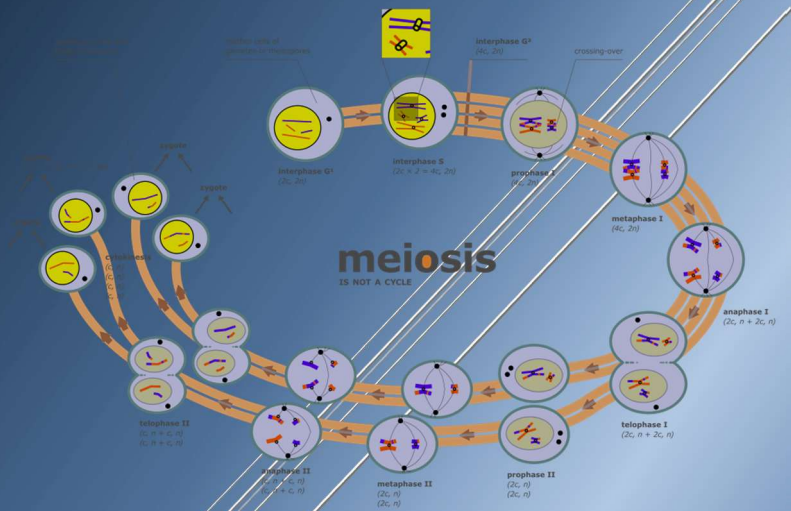 interphase G²
(4c, 2n)
crossing-over
interphase G¹
(2c, 2n)
interphase S
(2c × 2 = 4c, 2n)
prophase I
(4c, 2n)
metaphase I
(4c, 2n)
zygote
zygote
meiosis
IS NOT A CYCLE
cytokinesis
anaphase I
(2c, n + 2c, n)
telophase I
(2c, n + 2c, n)
telophase II
(c, n + c, n)
(c, n + c, n)
anaphase II
(c, n + c, n)
(c, n + c, n)
metaphase II
(2c, n)
(2c, n)
prophase II
(2c, n)
(2c, n)